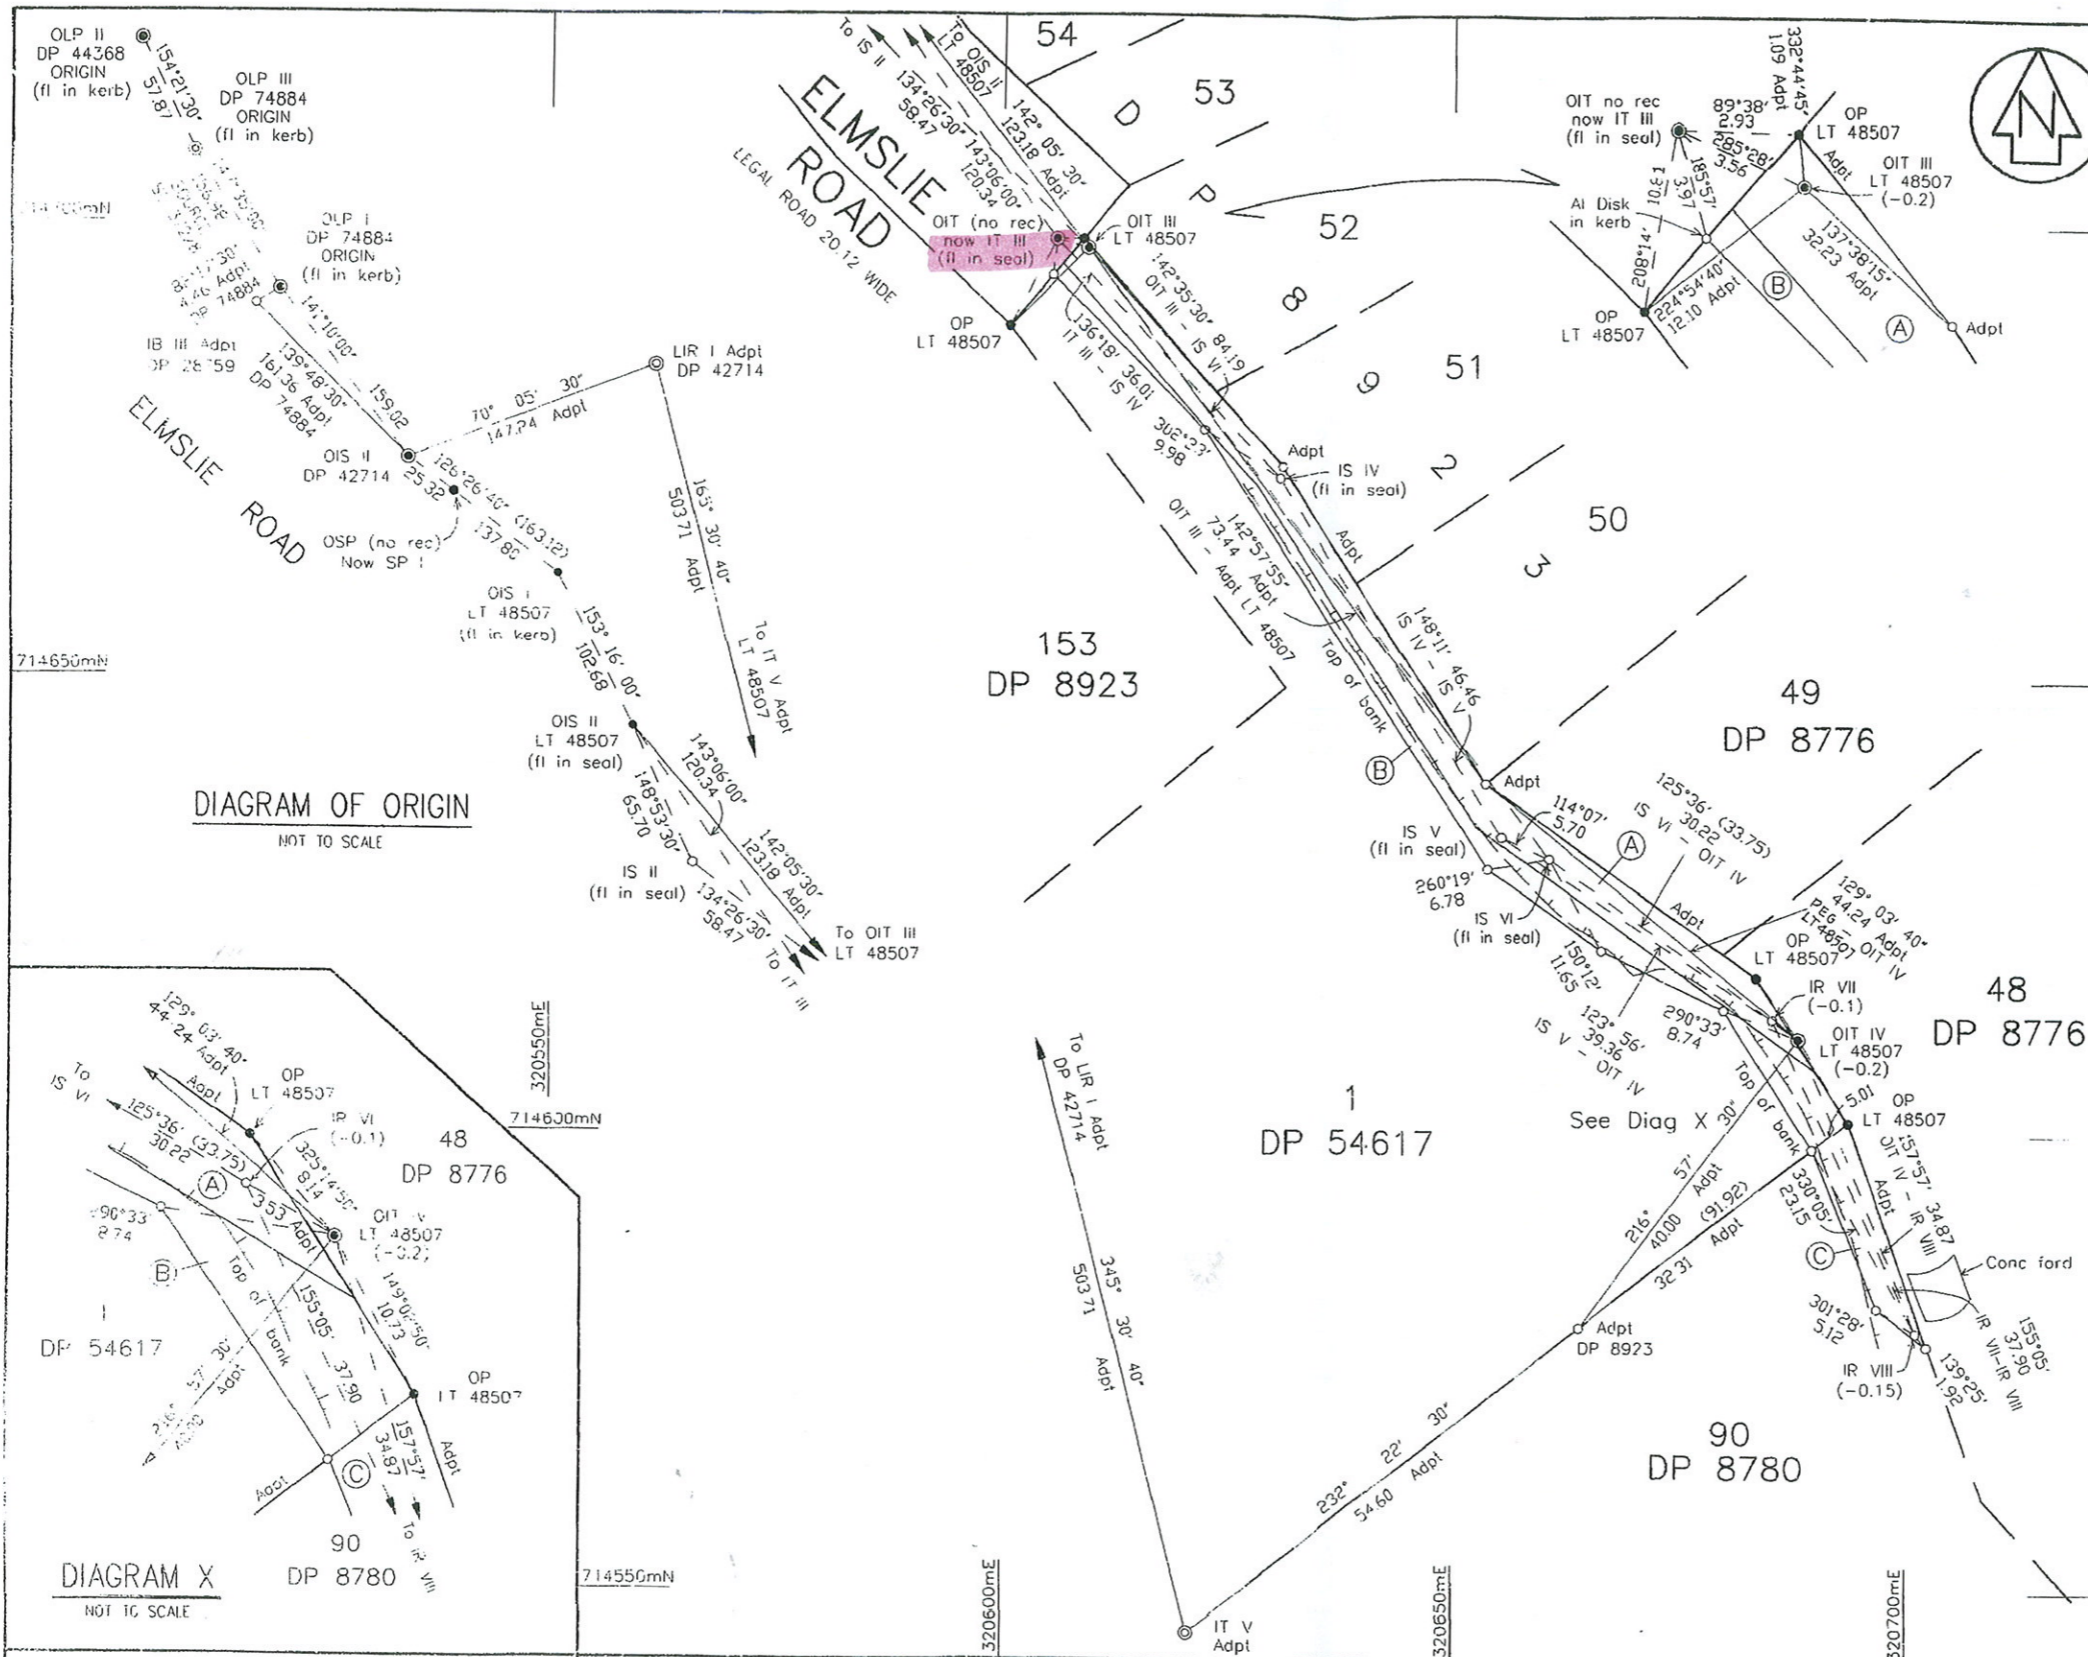 OLP II
DP 44368
ORIGIN
(fl in kerb)
154°21'30"
57.87
OLP III
DP 74884
ORIGIN
(fl in kerb)
OLP I
DP 74884
ORIGIN
(fl in kerb)
4.46 Adpt
74884
IB III Adpt
139°48'30"
161.36 Adpt
DP 74884
159.02
ELMSLIE
ROAD
OIS II
DP 42714
70° 05' 30"
147.24 Adpt
LIR I Adpt
DP 42714
126°26'40" (163.12)
25.32
137.80
OSP (no rec)
Now SP I
OIS I
LT 48507
(fl in kerb)
165° 30' 40"
503.71 Adpt
To IT V Adpt
LT 48507
153° 16' 00"
102.68
OIS II
LT 48507
(fl in seal)
143°06'00"
120.34
148°53'30"
65.70
IS II
(fl in seal)
142°05'30"
123.18 Adpt
134°26'30"
58.47
To IT III
To OIT III
LT 48507
DIAGRAM OF ORIGIN
NOT TO SCALE
714650mN
To IS II
134°26'30"
58.47
143°06'00"
120.34
To OIS II
LT 48507
142° 05' 30"
123.18 Adpt
ELMSLIE
ROAD
LEGAL ROAD 20.12 WIDE
54
53
D P 8 9 2 3
52
51
50
49
DP 8776
48
DP 8776
OIT (no rec)
now IT III
(fl in seal)
OIT III
LT 48507
OP
LT 48507
142°35'30" 84.19
OIT III - IS VI
136°18' 36.01
IT III - IS IV
302°23'
9.98
Adpt
IS IV
(fl in seal)
Adpt
142°57'55"
73.44 Adpt
OIT III - Adpt LT 48507
Top of bank
148°11' 46.46
IS IV - IS V
153
DP 8923
B
Adpt
114°07'
5.70
IS V
(fl in seal)
125°36' (33.75)
30.22
IS VI - OIT IV
A
260°19'
6.78
IS VI
(fl in seal)
Adpt
129° 03' 40"
44.24 Adpt
PEG - OIT IV
LT48507
OP
LT 48507
150°12'
11.65
123° 56'
39.36
IS V - OIT IV
290°33'
8.74
IR VII
(-0.1)
OIT IV
LT 48507
(-0.2)
Top of bank
5.01
OP
LT 48507
See Diag X
1
DP 54617
216° 57' 30"
40.00 Adpt
(91.92)
32.31 Adpt
330°05'
23.15
157°57' 34.87
OIT IV - IR VIII
Adpt
C
Conc ford
301°28'
5.12
IR VIII
(-0.15)
155°05'
37.90
IR VII-IR VIII
139°25'
1.92
Adpt
DP 8923
To LIR I Adpt
DP 42714
345° 30' 40"
503.71 Adpt
232° 22' 30"
54.60 Adpt
IT V
Adpt
90
DP 8780
OIT no rec
now IT III
(fl in seal)
89°38'
2.93
285°28'
3.56
332°44'45"
1.09 Adpt
OP
LT 48507
OIT III
LT 48507
(-0.2)
Adpt
185°57'
3.97
10.81
208°14'
Al Disk
in kerb
137°38'15"
32.23 Adpt
224°54'40"
12.10 Adpt
B
A
Adpt
OP
LT 48507
N
129° 03' 40"
44.24 Adpt
To
IS VI
Adpt
OP
LT 48507
125°36' (33.75)
30.22
IR VI
(-0.1)
48
DP 8776
325°14'50"
8.14
A
3.53 Adpt
290°33'
8.74
OIT IV
LT 48507
(-0.2)
B
Top of bank
155°05'
37.90
149°02'50"
10.73
1
DP 54617
57' 30"
Adpt
OP
LT 48507
157°57'
34.87
Adpt
Adpt
C
To IR VIII
90
DP 8780
DIAGRAM X
NOT TO SCALE
320550mE
714600mN
714550mN
320600mE
320650mE
320700mE